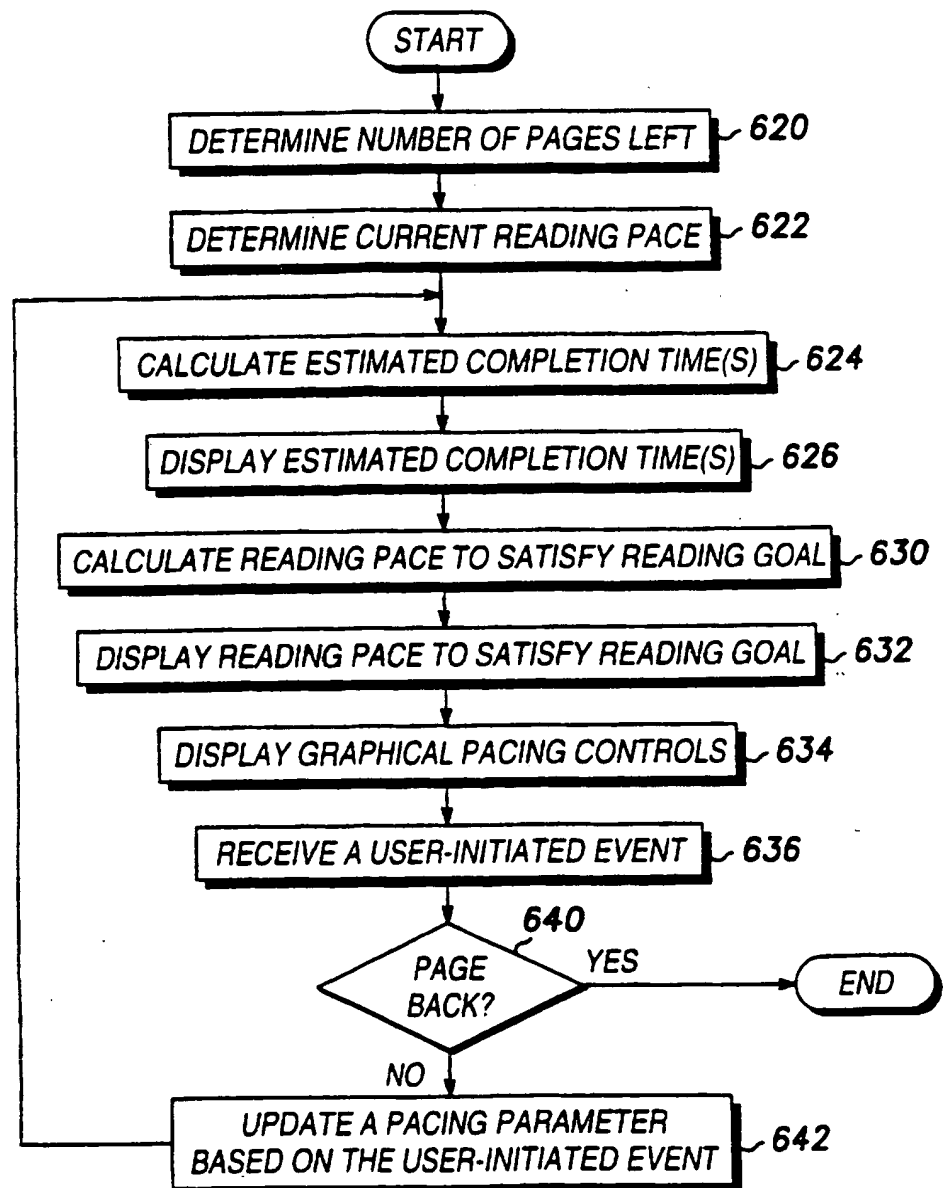 START
DETERMINE NUMBER OF PAGES LEFT 620
DETERMINE CURRENT READING PACE 622
CALCULATE ESTIMATED COMPLETION TIME(S) 624
DISPLAY ESTIMATED COMPLETION TIME(S) 626
CALCULATE READING PACE TO SATISFY READING GOAL 630
DISPLAY READING PACE TO SATISFY READING GOAL 632
DISPLAY GRAPHICAL PACING CONTROLS 634
RECEIVE A USER-INITIATED EVENT 636
640
PAGE
BACK?
YES
END
NO
UPDATE A PACING PARAMETER
BASED ON THE USER-INITIATED EVENT 642